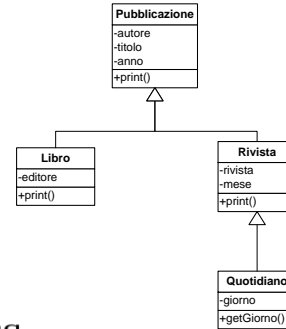 Pubblicazione
-autore
-titolo
-anno
+print()
Libro
-editore
+print()
Rivista
-rivista
-mese
+print()
Quotidiano
-giorno
+getGiorno()